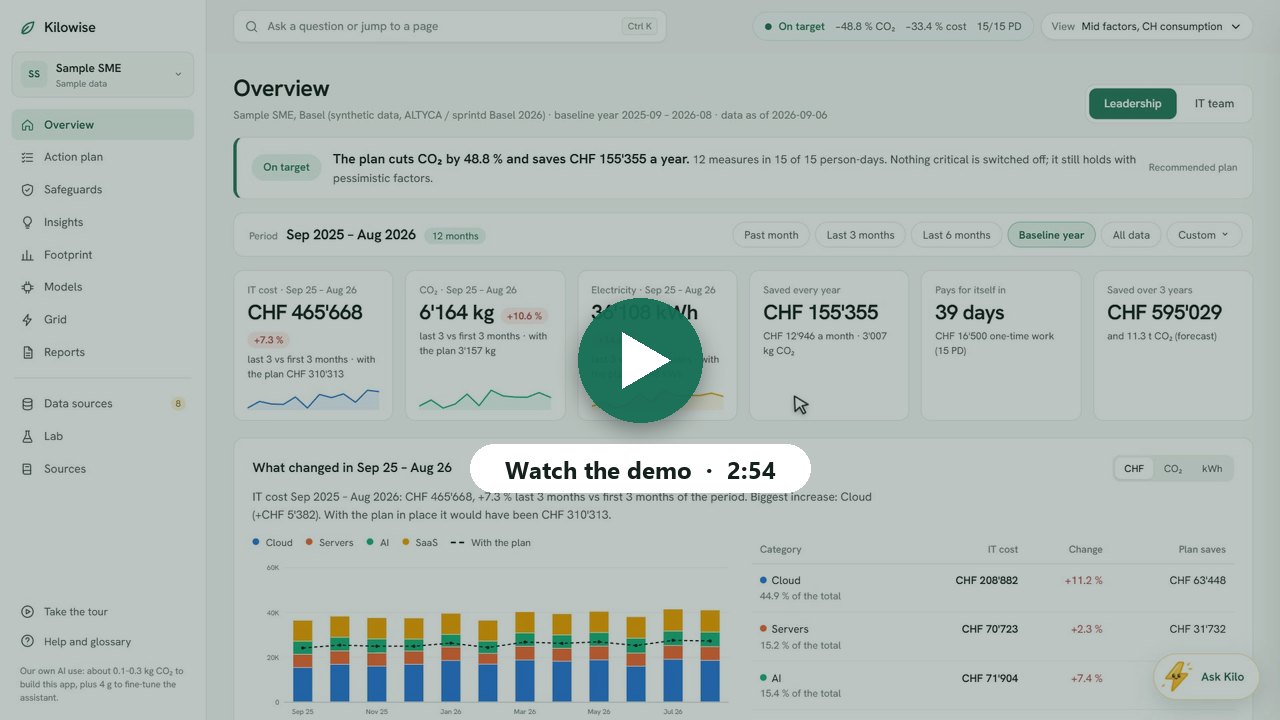 Kilowise
SS
Sample SME
Sample data
Overview
Action plan
Safeguards
Insights
Footprint
Models
Grid
Reports
Data sources
8
Lab
Sources
Take the tour
Help and glossary
Our own AI use: about 0.1-0.3 kg CO₂ to
build this app, plus 4 g to fine-tune the
assistant.
Ask a question or jump to a page
Ctrl K
On target −48.8 % CO₂ −33.4 % cost 15/15 PD
View Mid factors, CH consumption
Overview
Sample SME, Basel (synthetic data, ALTYCA / sprintd Basel 2026) · baseline year 2025-09 – 2026-08 · data as of 2026-09-06
Leadership
IT team
On target
The plan cuts CO₂ by 48.8 % and saves CHF 155'355 a year. 12 measures in 15 of 15 person-days. Nothing critical is switched off; it still holds with
pessimistic factors.
Recommended plan
Period Sep 2025 – Aug 2026 12 months
Past month
Last 3 months
Last 6 months
Baseline year
All data
Custom
IT cost · Sep 25 – Aug 26
CHF 465'668
+7.3 %
last 3 vs first 3 months · with
the plan CHF 310'313
CO₂ · Sep 25 – Aug 26
6'164 kg +10.6 %
last 3 vs first 3 months · with
the plan 3'157 kg
Electricity · Sep 25 – Aug 26
36'108 kWh
Saved every year
CHF 155'355
CHF 12'946 a month · 3'007
kg CO₂
Pays for itself in
39 days
CHF 16'500 one-time work
(15 PD)
Saved over 3 years
CHF 595'029
and 11.3 t CO₂ (forecast)
Watch the demo · 2:54
What changed in Sep 25 – Aug 26
CHF
CO₂
kWh
IT cost Sep 2025 – Aug 2026: CHF 465'668, +7.3 % last 3 months vs first 3 months of the period. Biggest increase: Cloud
(+CHF 5'382). With the plan in place it would have been CHF 310'313.
Cloud Servers AI SaaS With the plan
60K
40K
20K
0
Sep 25 Nov 25 Jan 26 Mar 26 May 26 Jul 26
Category IT cost Change Plan saves
Cloud CHF 208'882 +11.2 % CHF 63'448
44.9 % of the total
Servers CHF 70'723 +2.3 % CHF 31'732
15.2 % of the total
AI CHF 71'904 +7.4 %
15.4 % of the total
Ask Kilo